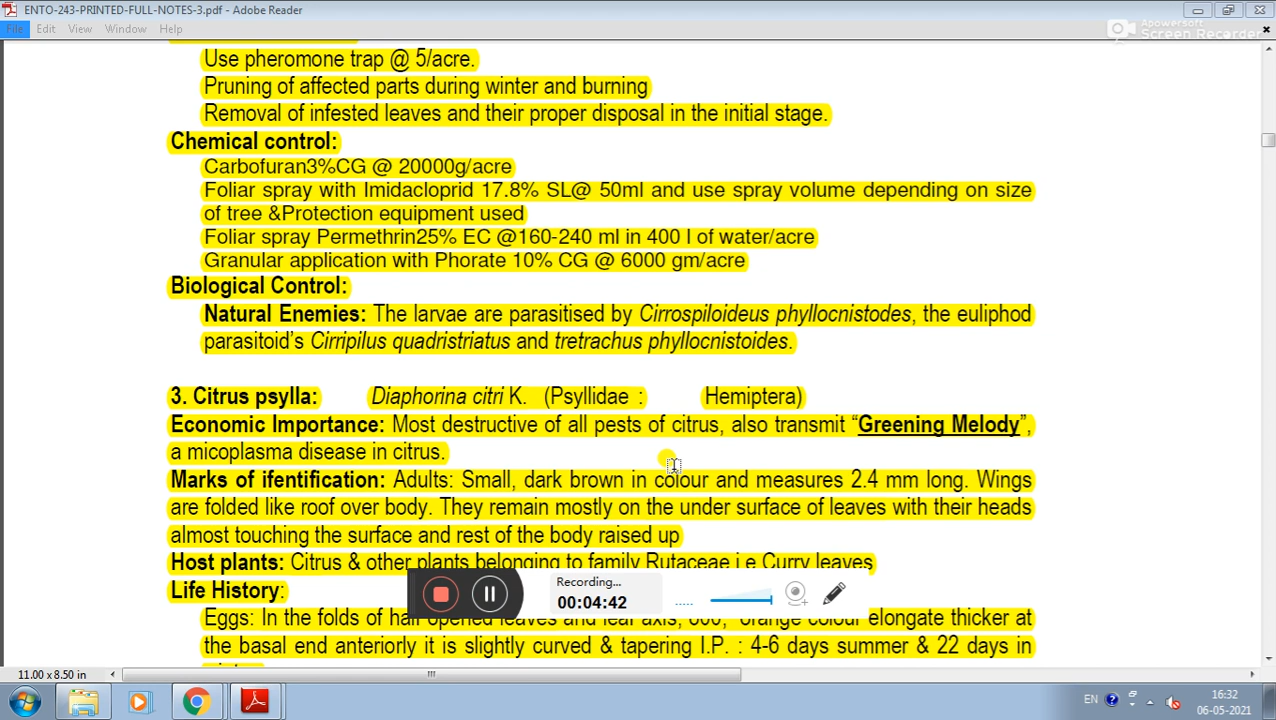 ENTO-243-PRINTED-FULL-NOTES-3.pdf - Adobe Reader
File Edit View Window Help
Apowersoft
Screen Recorder
Use pheromone trap @ 5/acre.
Pruning of affected parts during winter and burning
Removal of infested leaves and their proper disposal in the initial stage.
Chemical control:
Carbofuran3%CG @ 20000g/acre
Foliar spray with Imidacloprid 17.8% SL@ 50ml and use spray volume depending on size
of tree &Protection equipment used
Foliar spray Permethrin25% EC @160-240 ml in 400 l of water/acre
Granular application with Phorate 10% CG @ 6000 gm/acre
Biological Control:
Natural Enemies: The larvae are parasitised by Cirrospiloideus phyllocnistodes, the euliphod
parasitoid's Cirripilus quadristriatus and tretrachus phyllocnistoides.
3. Citrus psylla: Diaphorina citri K. (Psyllidae : Hemiptera)
Economic Importance: Most destructive of all pests of citrus, also transmit “Greening Melody”,
a micoplasma disease in citrus.
Marks of ifentification: Adults: Small, dark brown in colour and measures 2.4 mm long. Wings
are folded like roof over body. They remain mostly on the under surface of leaves with their heads
almost touching the surface and rest of the body raised up
Host plants: Citrus & other plants belonging to family Rutaceae i.e Curry leaves
Life History:
Recording...
00:04:42
Eggs: In the folds of half opened leaves and leaf axis, 800, orange colour elongate thicker at
the basal end anteriorly it is slightly curved & tapering I.P. : 4-6 days summer & 22 days in
11.00 x 8.50 in
EN
16:32
06-05-2021